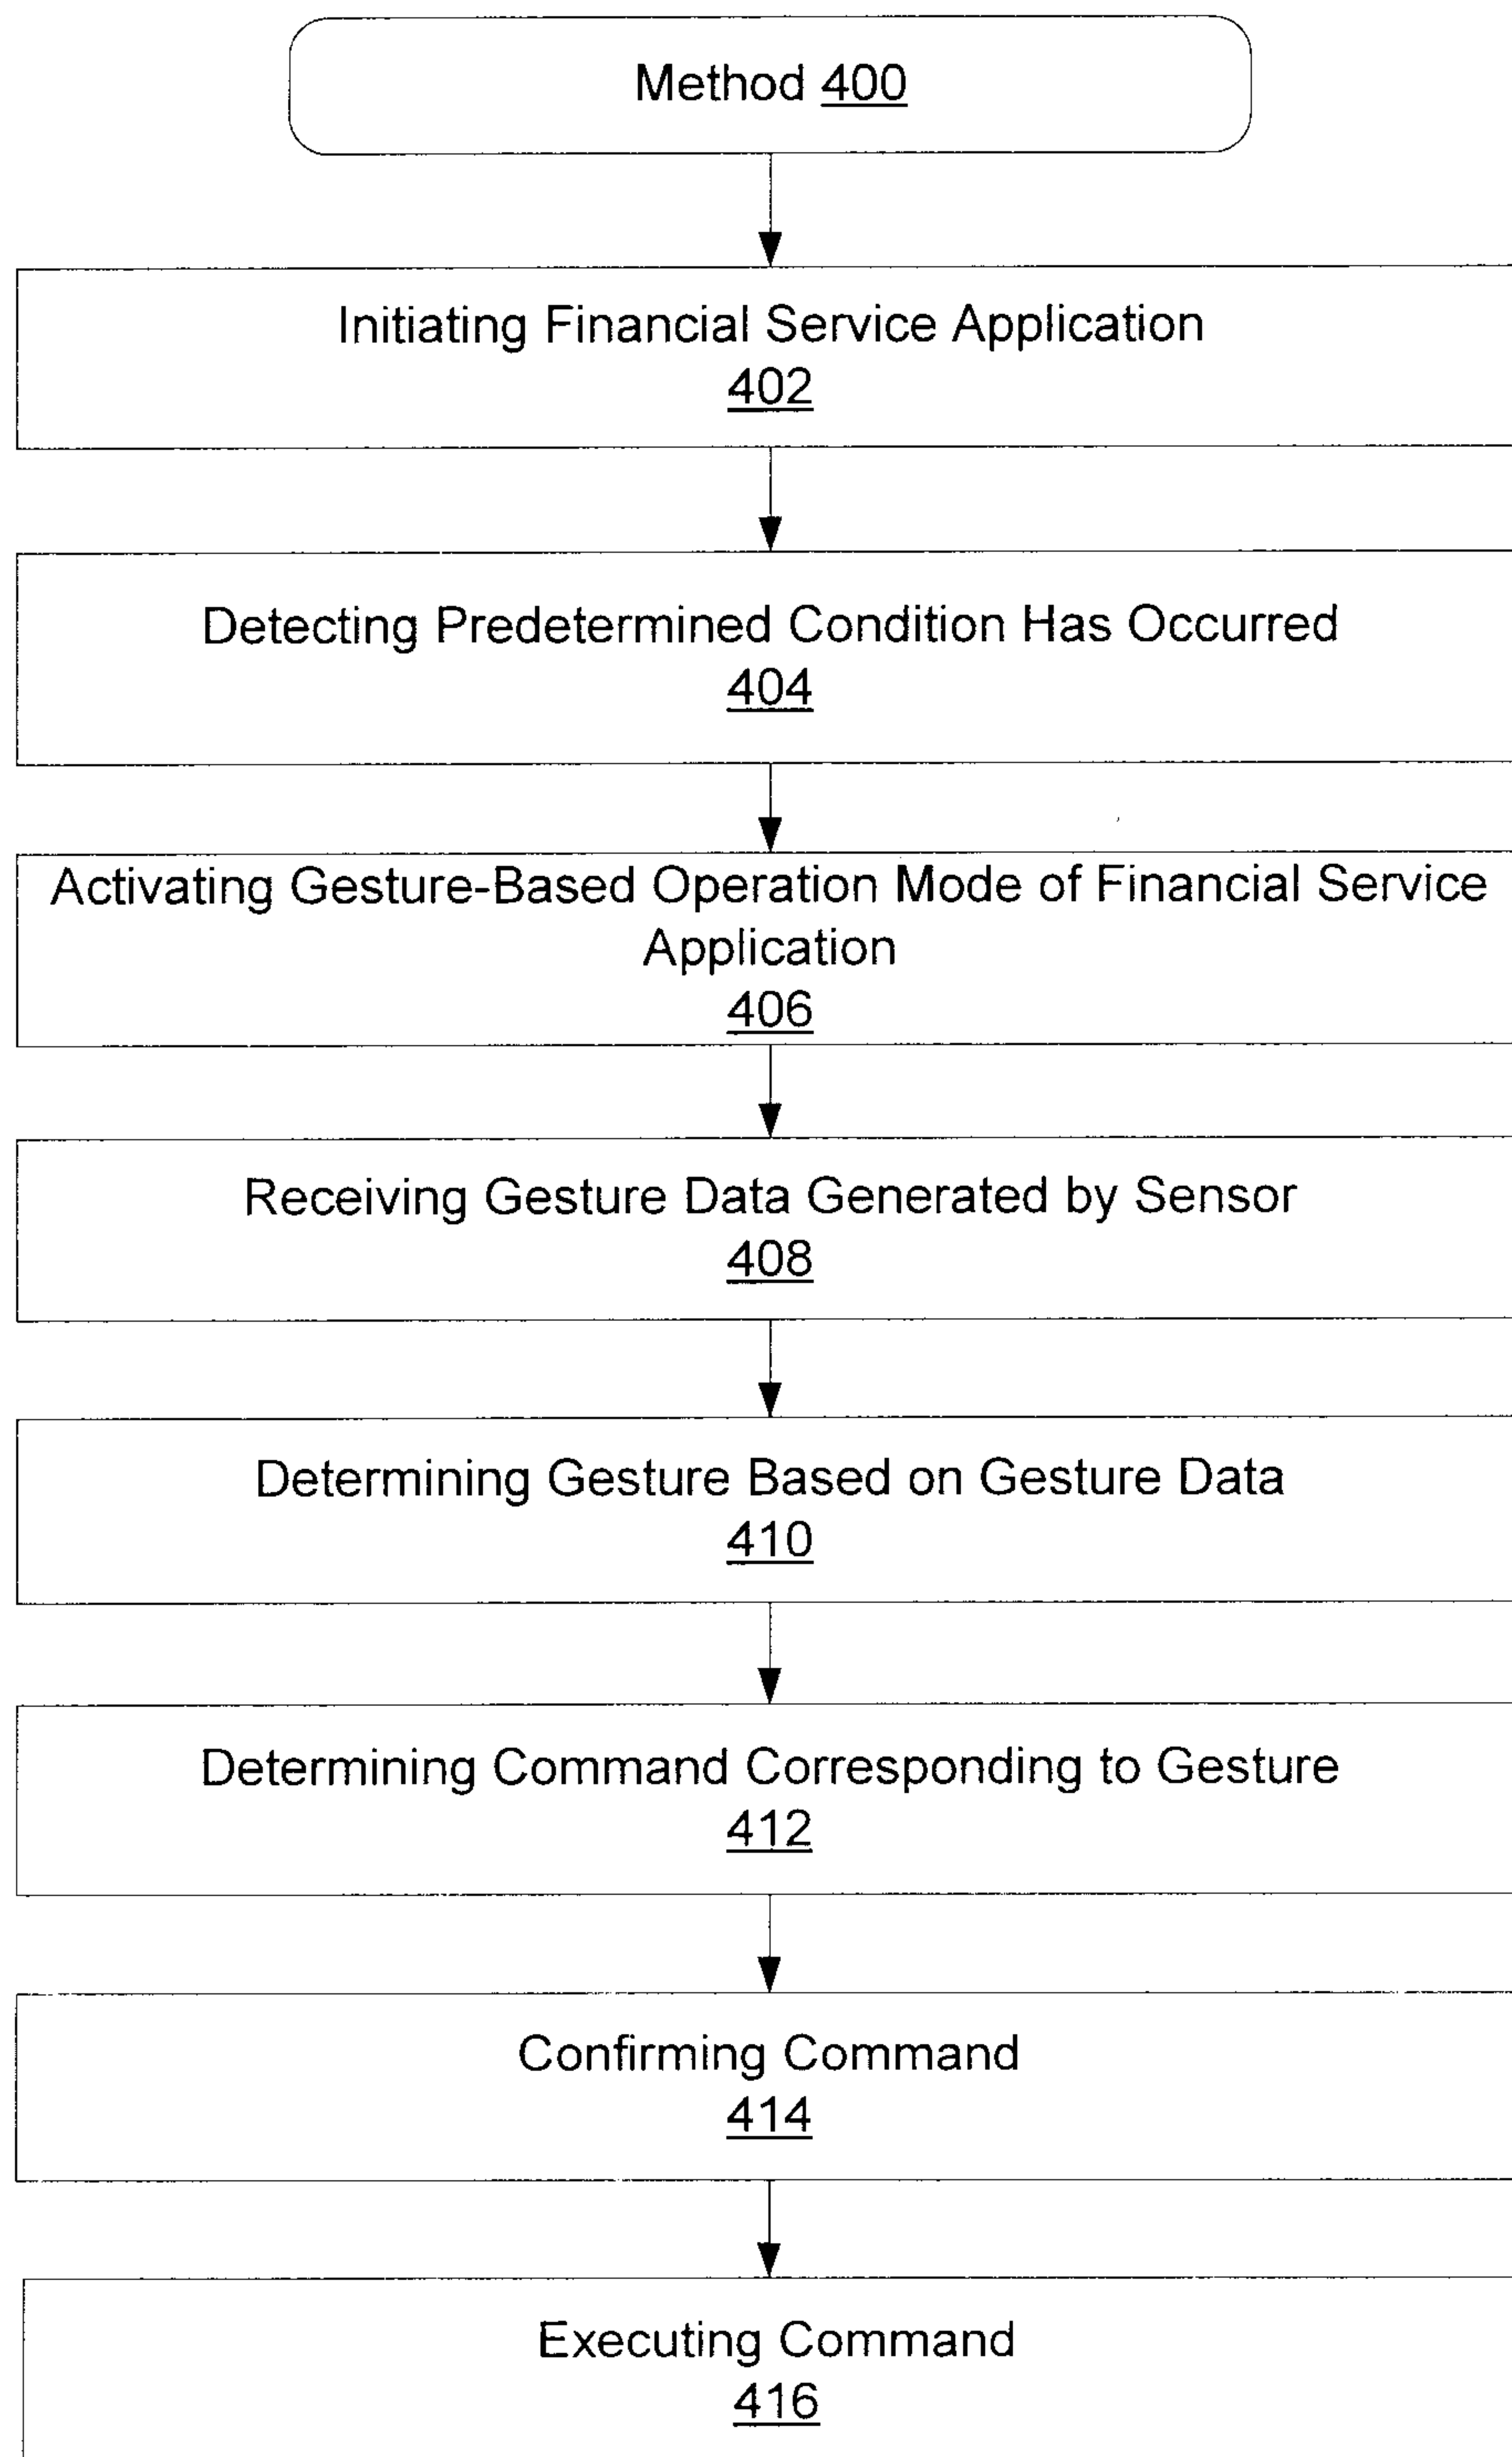 Method 400
Initiating Financial Service Application
402
Detecting Predetermined Condition Has Occurred
404
Activating Gesture-Based Operation Mode of Financial Service
Application
406
Receiving Gesture Data Generated by Sensor
408
Determining Gesture Based on Gesture Data
410
Determining Command Corresponding to Gesture
412
Confirming Command
414
Executing Command
416